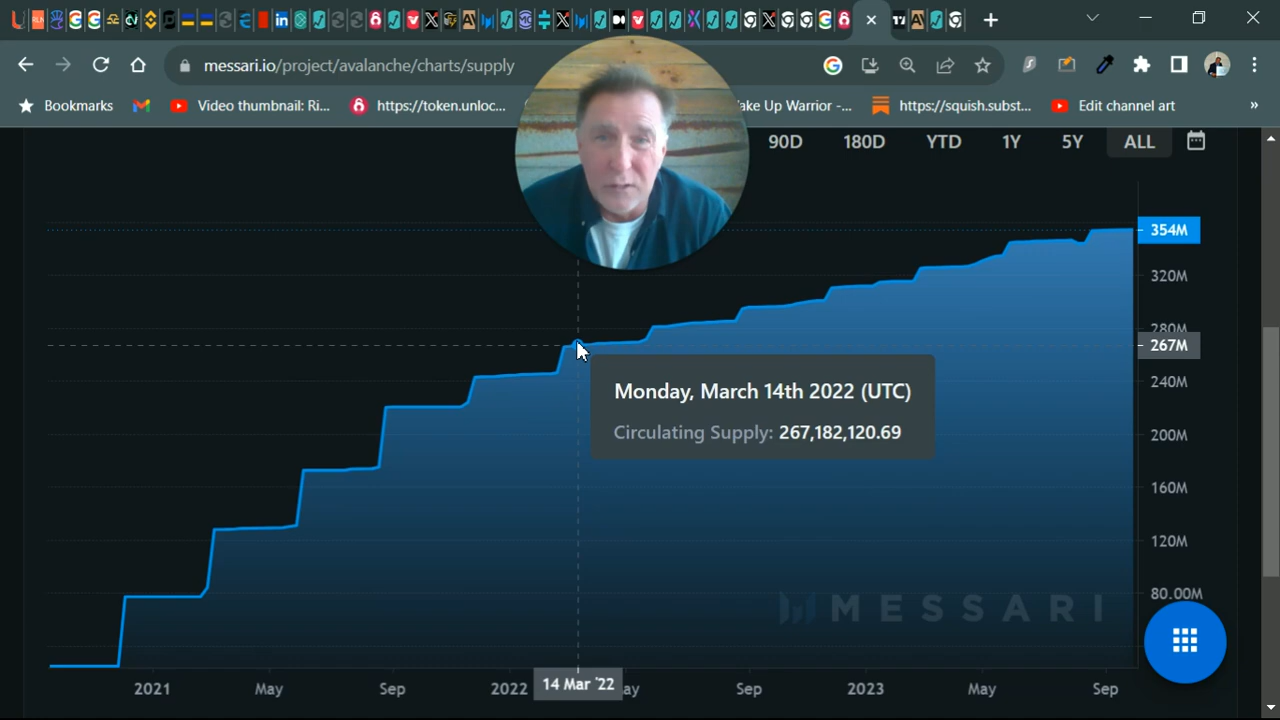 messari.io/project/avalanche/charts/supply
Bookmarks
Video thumbnail: Ri...
https://token.unloc...
ake Up Warrior -...
https://squish.subst...
Edit channel art
»
90D 180D YTD 1Y 5Y ALL
354M
320M
280M
267M
240M
200M
160M
120M
80.00M
Monday, March 14th 2022 (UTC)
Circulating Supply: 267,182,120.69
MESSARI
2021 May Sep 2022 14 Mar '22 ay Sep 2023 May Sep